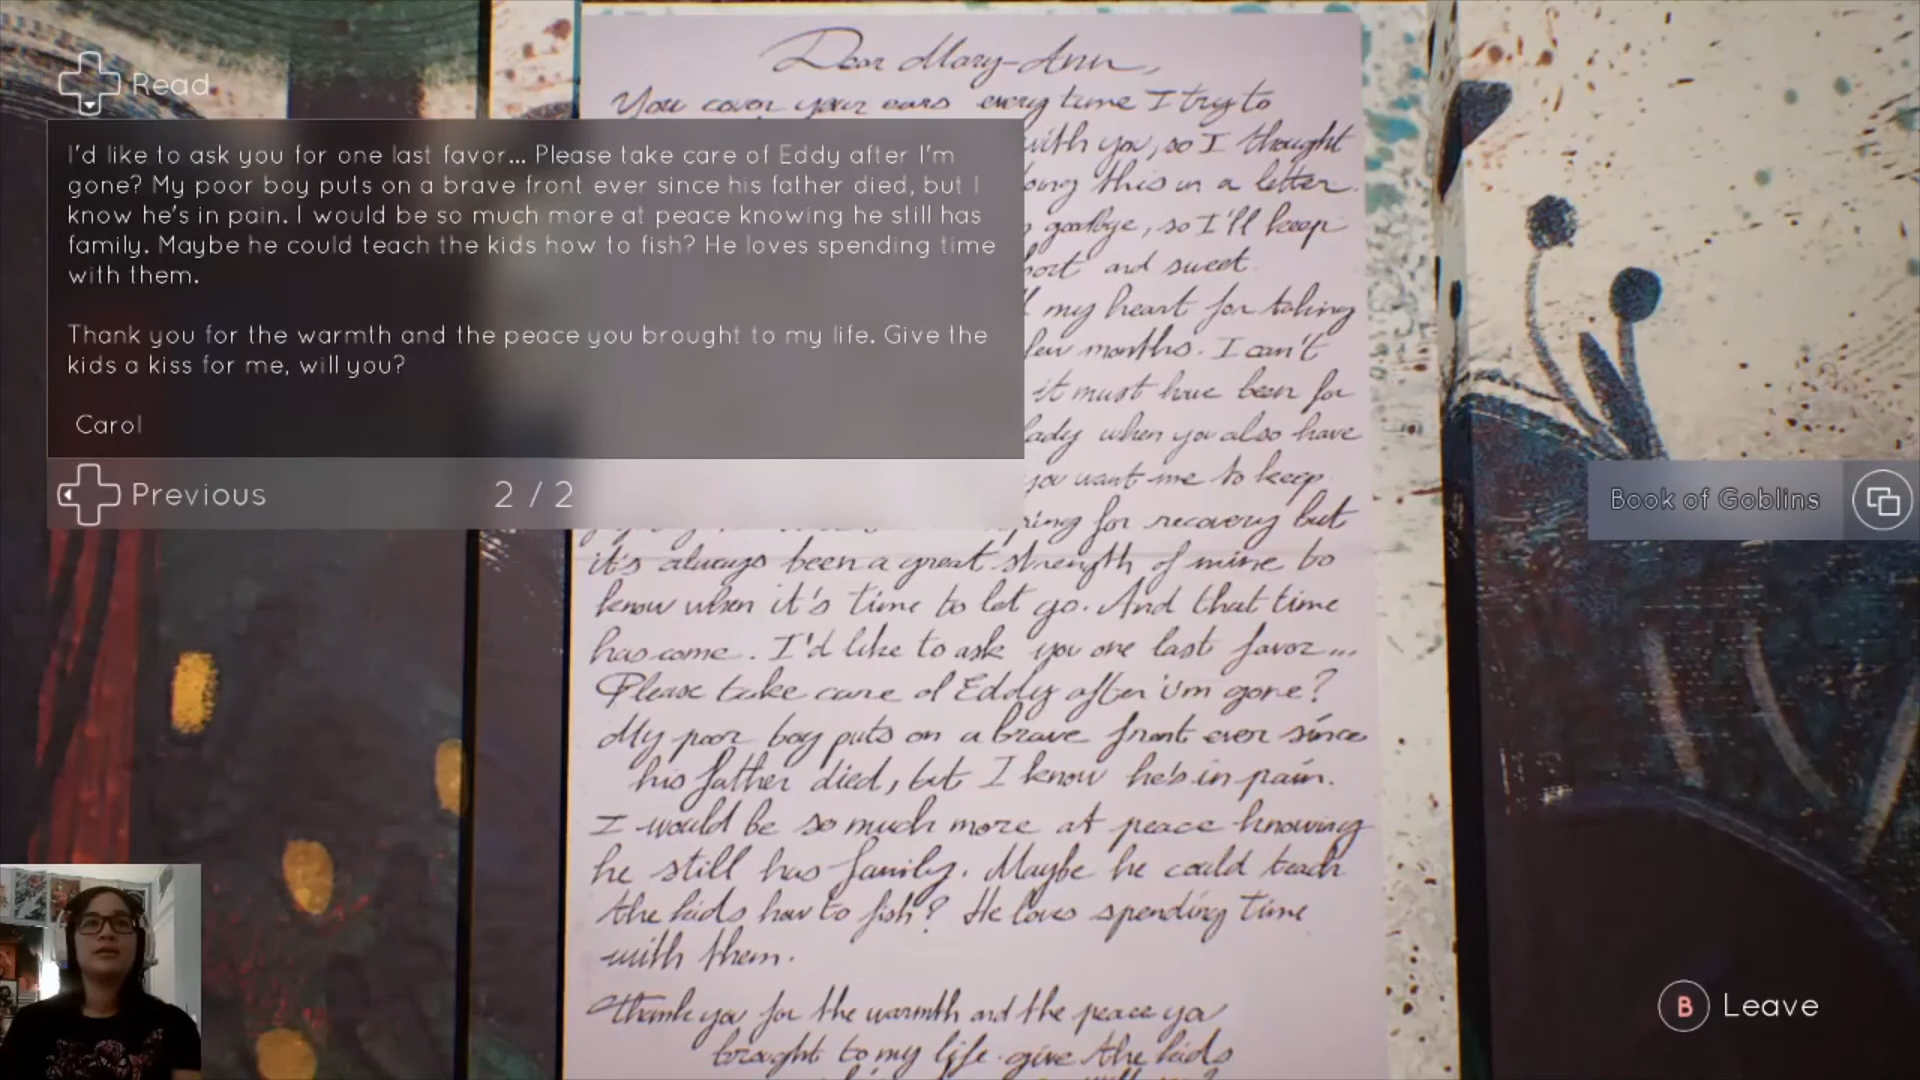 Dear Mary-Ann,
You cover your ears every time I try to
Read
I'd like to ask you for one last favor... Please take care of Eddy after I'm
gone? My poor boy puts on a brave front ever since his father died, but I
know he's in pain. I would be so much more at peace knowing he still has
family. Maybe he could teach the kids how to fish? He loves spending time
with them.
Thank you for the warmth and the peace you brought to my life. Give the
kids a kiss for me, will you?
Carol
Previous
2 / 2
with you, so I thought
this in a letter.
goodbye, so I'll keep
and sweet.
my heart for taking
few months. I can't
it must have been for
lady when you also have
you want me to keep
for recovery but
it's always been a great strength of mine to
know when it's time to let go. And that time
has come. I'd like to ask you one last favor...
Please take care of Eddy after i'm gone?
My poor boy puts on a brave front ever since
his father died, but I know he's in pain.
I would be so much more at peace knowing
he still has family. Maybe he could teach
the kids how to fish? He loves spending time
with them.
thank you for the warmth and the peace you
brought to my life. give the kids
Book of Goblins
B Leave